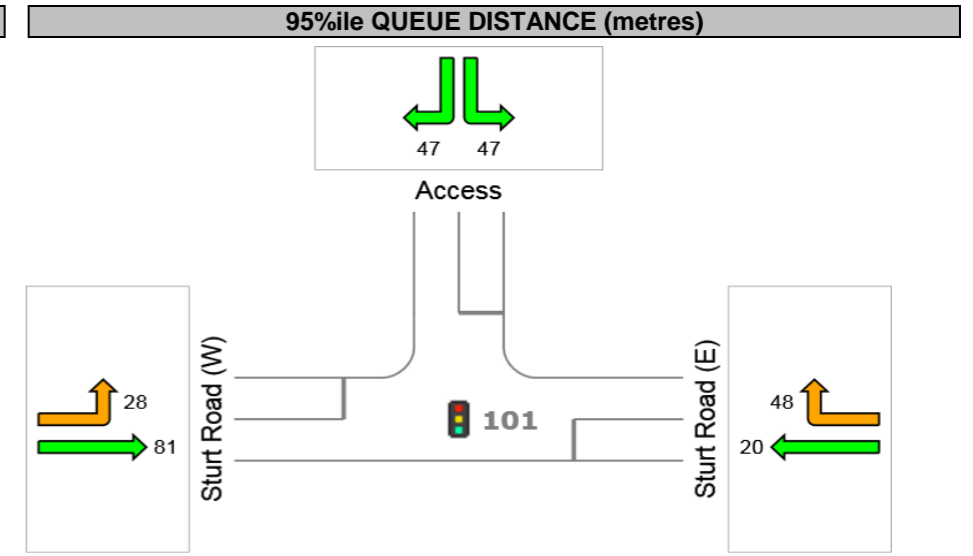 95%ile QUEUE DISTANCE (metres)
47 47
Access
Sturt Road (W)
28
81
101
Sturt Road (E)
48
20